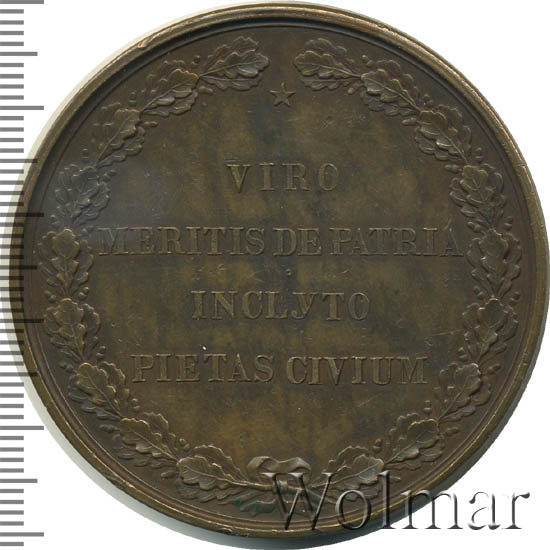 VIRO
MERITIS DE PATRIA
INCLYTO
PIETAS CIVIUM
Wolmar